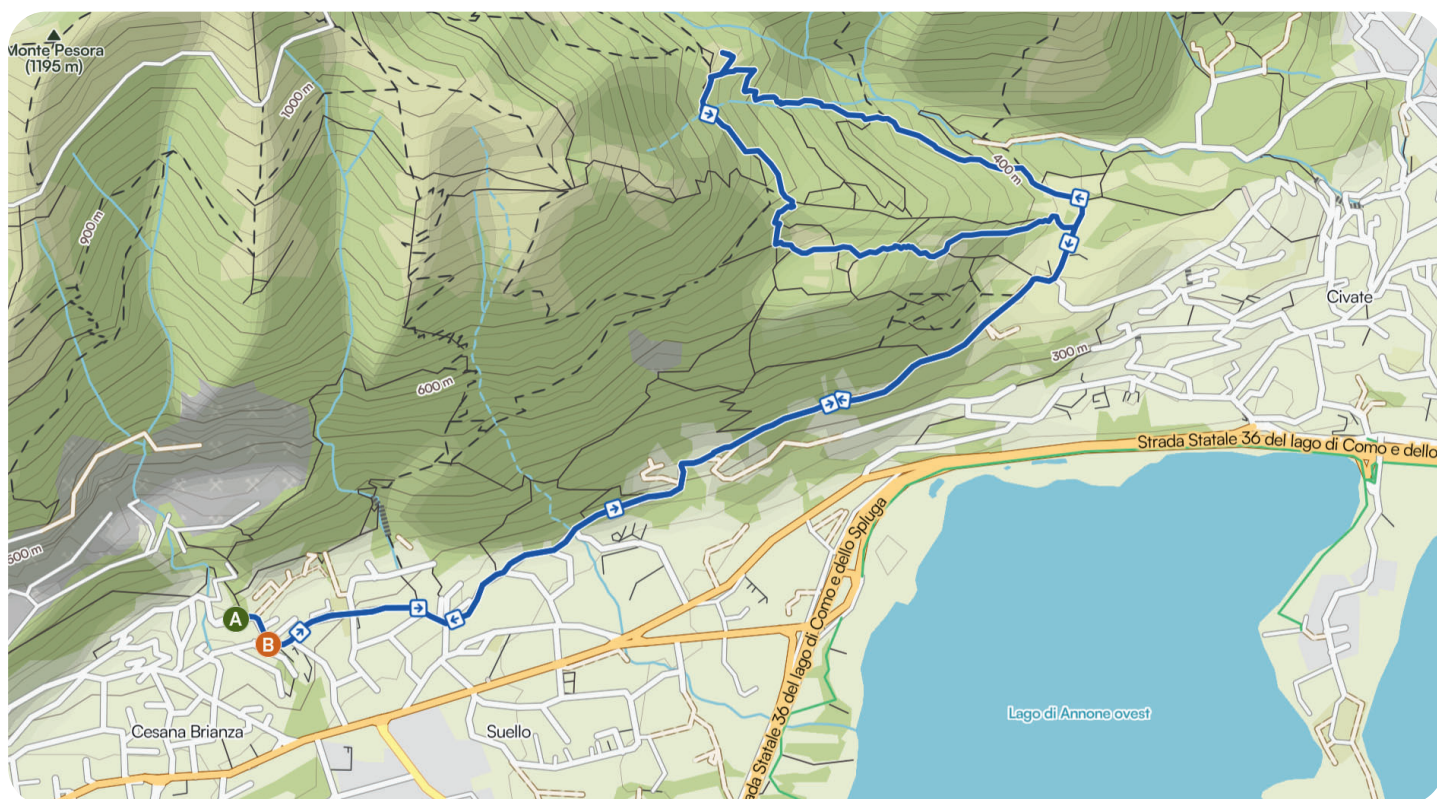 Monte Pesora
(1195 m)
1000 m
900 m
400 m
Civate
300 m
600 m
Strada Statale 36 del lago di Como e dello
Strada Statale 36 del lago di Como e dello Spluga
A
B
Lago di Annone ovest
Cesana Brianza
Suello